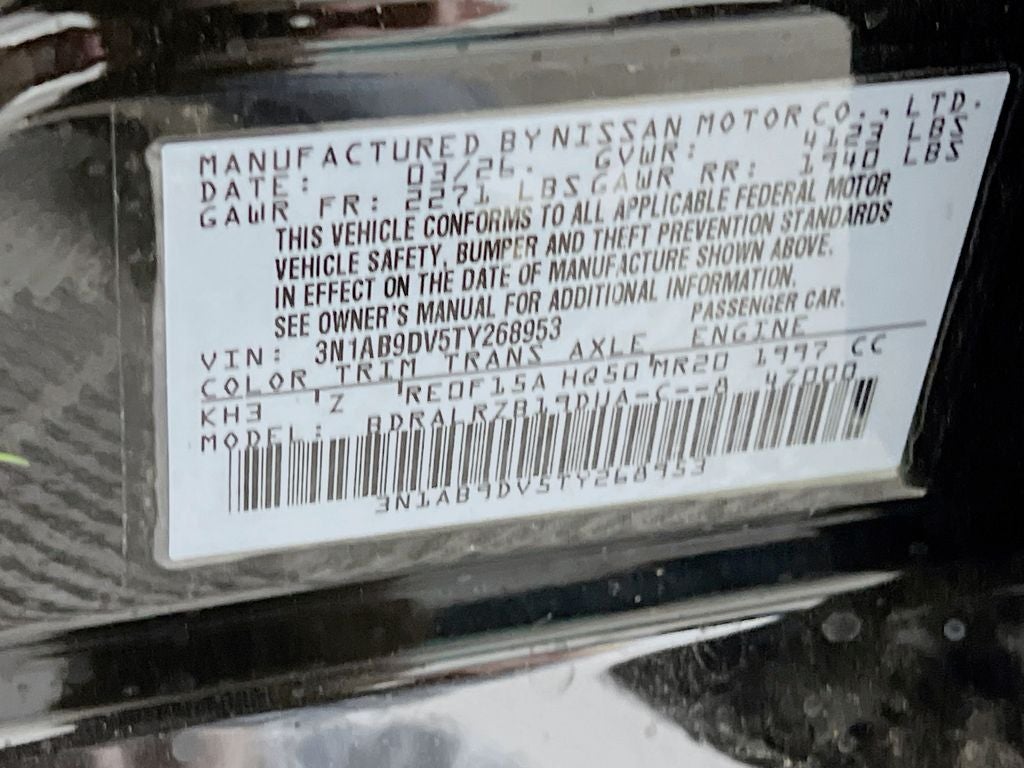 MANUFACTURED BY NISSAN MOTOR CO., LTD.
DATE: 03/26. GVWR: 4123 LBS
GAWR FR: 2271 LBS GAWR RR: 1940 LBS
THIS VEHICLE CONFORMS TO ALL APPLICABLE FEDERAL MOTOR
VEHICLE SAFETY, BUMPER AND THEFT PREVENTION STANDARDS
IN EFFECT ON THE DATE OF MANUFACTURE SHOWN ABOVE.
SEE OWNER'S MANUAL FOR ADDITIONAL INFORMATION.
VIN: 3N1AB9DV5TY268953 PASSENGER CAR.
COLOR TRIM TRANS AXLE ENGINE
KH3 Z RE0F15A HQ50 MR20 1997 CC
MODEL: 47000
3N1AB9DV5TY268953